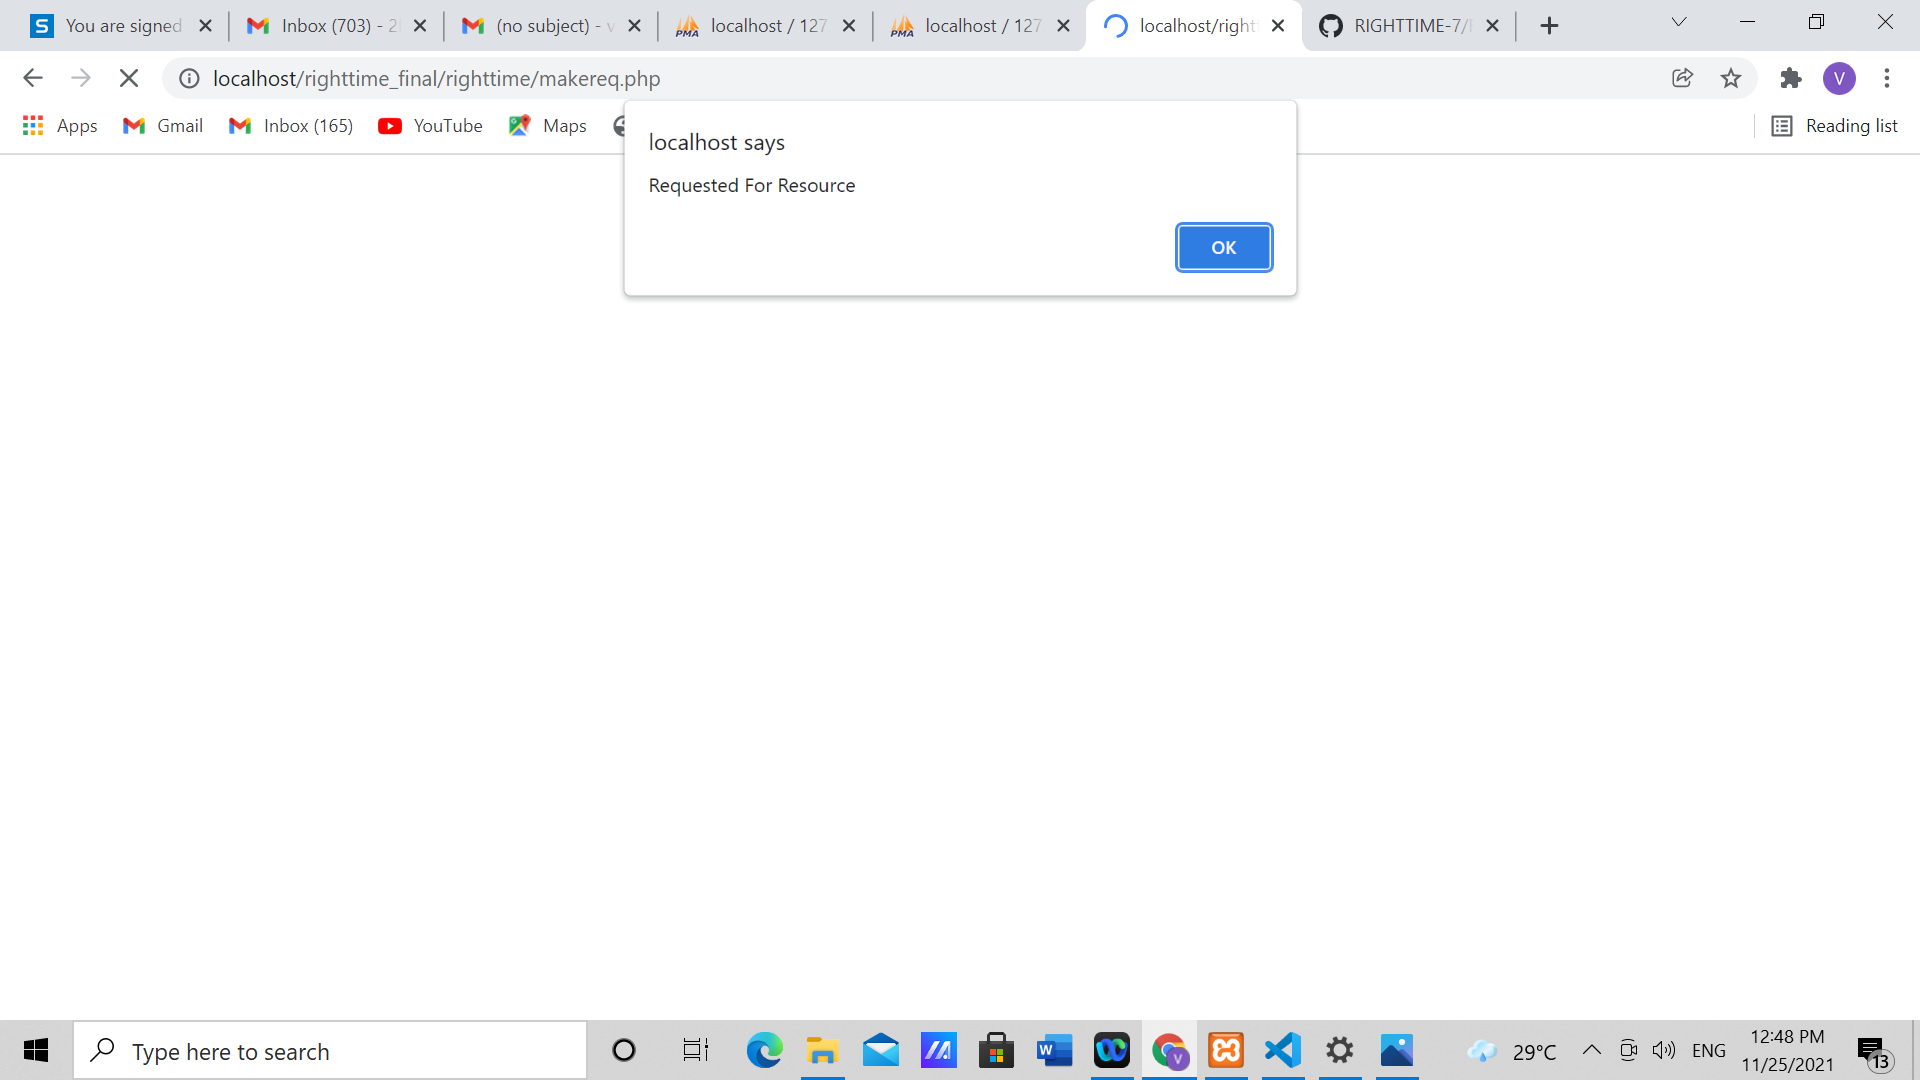 You are signed
Inbox (703) - 2
(no subject) - v
localhost / 127
localhost / 127
localhost/right
RIGHTTIME-7/
localhost/righttime_final/righttime/makereq.php
V
Apps
Gmail
Inbox (165)
YouTube
Maps
Reading list
localhost says
Requested For Resource
OK
Type here to search
29°C
ENG
12:48 PM
11/25/2021
13